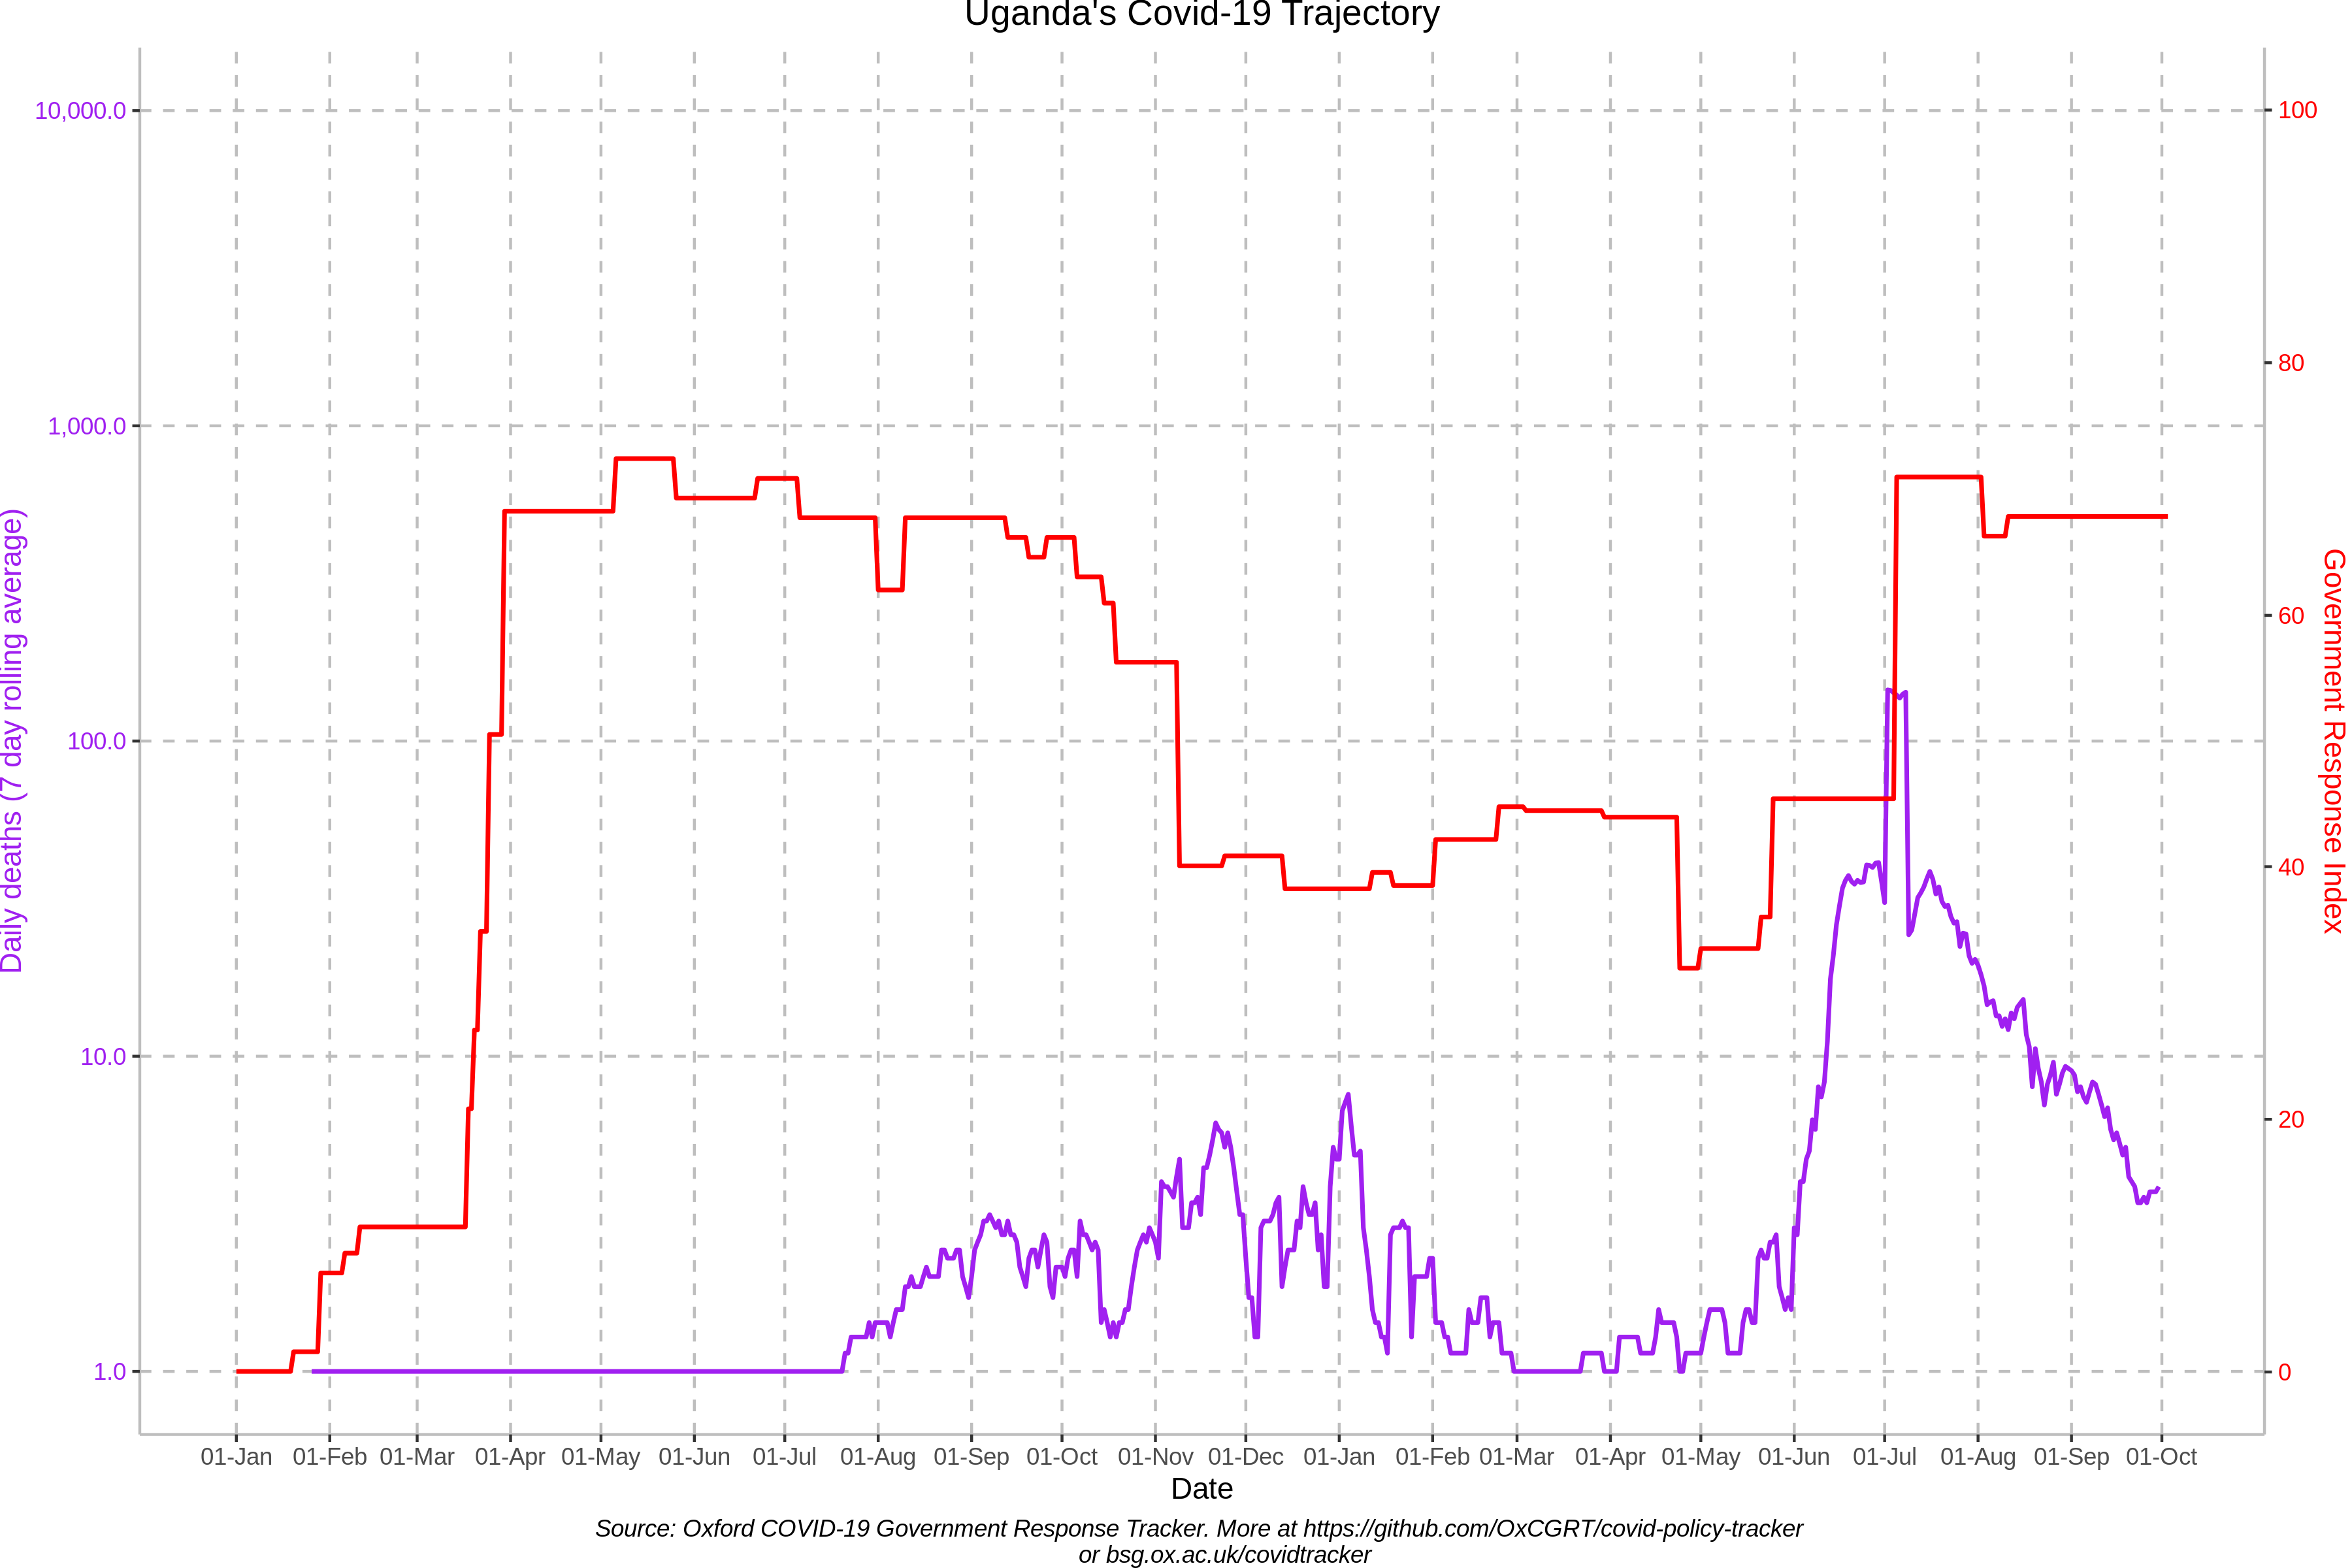 Uganda's Covid-19 Trajectory
10,000.0
1,000.0
100.0
10.0
1.0
Daily deaths (7 day rolling average)
100
80
60
40
20
0
Government Response Index
01-Jan 01-Feb 01-Mar 01-Apr 01-May 01-Jun 01-Jul 01-Aug 01-Sep 01-Oct 01-Nov 01-Dec 01-Jan 01-Feb 01-Mar 01-Apr 01-May 01-Jun 01-Jul 01-Aug 01-Sep 01-Oct
Date
Source: Oxford COVID-19 Government Response Tracker. More at https://github.com/OxCGRT/covid-policy-tracker
or bsg.ox.ac.uk/covidtracker